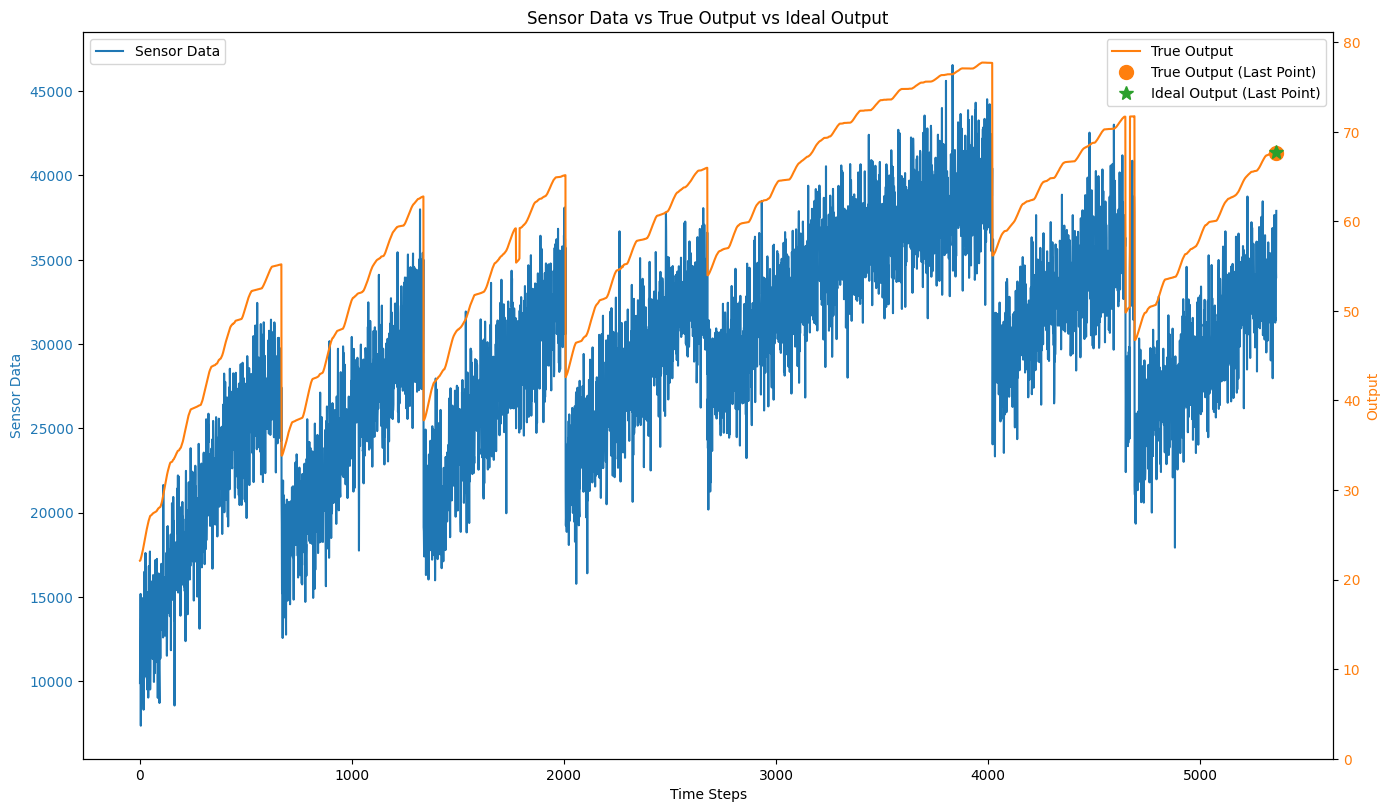 Sensor Data vs True Output vs Ideal Output
Sensor Data
True Output
True Output (Last Point)
Ideal Output (Last Point)
45000
40000
35000
30000
25000
20000
15000
10000
Sensor Data
80
70
60
50
40
30
20
10
0
Output
0 1000 2000 3000 4000 5000
Time Steps